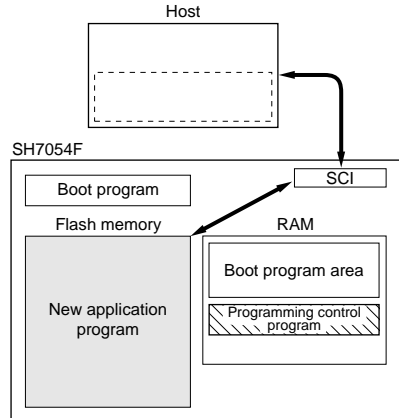 Host
SH7054F
SCI
Boot program
Flash memory
RAM
New application
program
Boot program area
Programming control
program